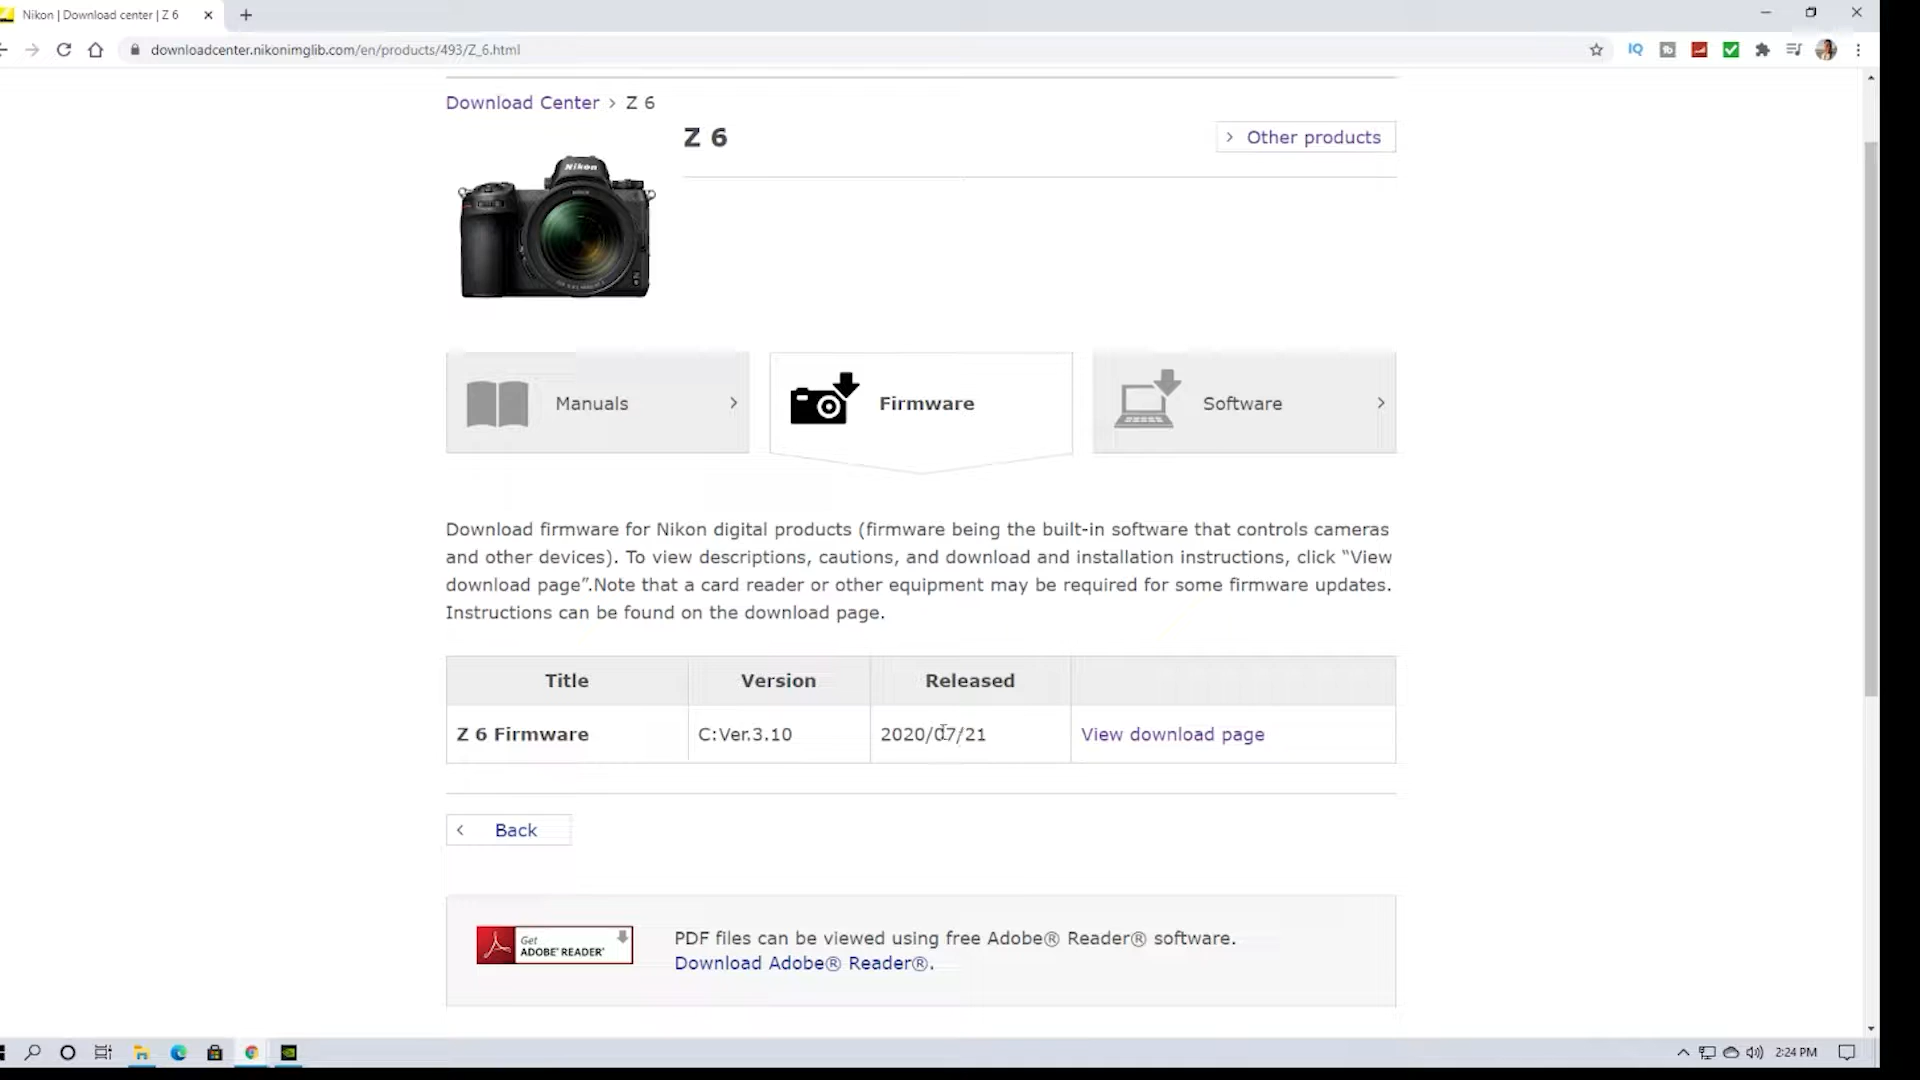 Nikon | Download center | Z 6
downloadcenter.nikonimglib.com/en/products/493/Z_6.html
IQ
Download Center > Z 6
Z 6
> Other products
Nikon
Manuals >
Firmware
Software >
Download firmware for Nikon digital products (firmware being the built-in software that controls cameras
and other devices). To view descriptions, cautions, and download and installation instructions, click “View
download page”.Note that a card reader or other equipment may be required for some firmware updates.
Instructions can be found on the download page.
Title Version Released
Z 6 Firmware C:Ver.3.10 2020/07/21 View download page
< Back
Get
ADOBE® READER®
PDF files can be viewed using free Adobe® Reader® software.
Download Adobe® Reader®.
2:24 PM